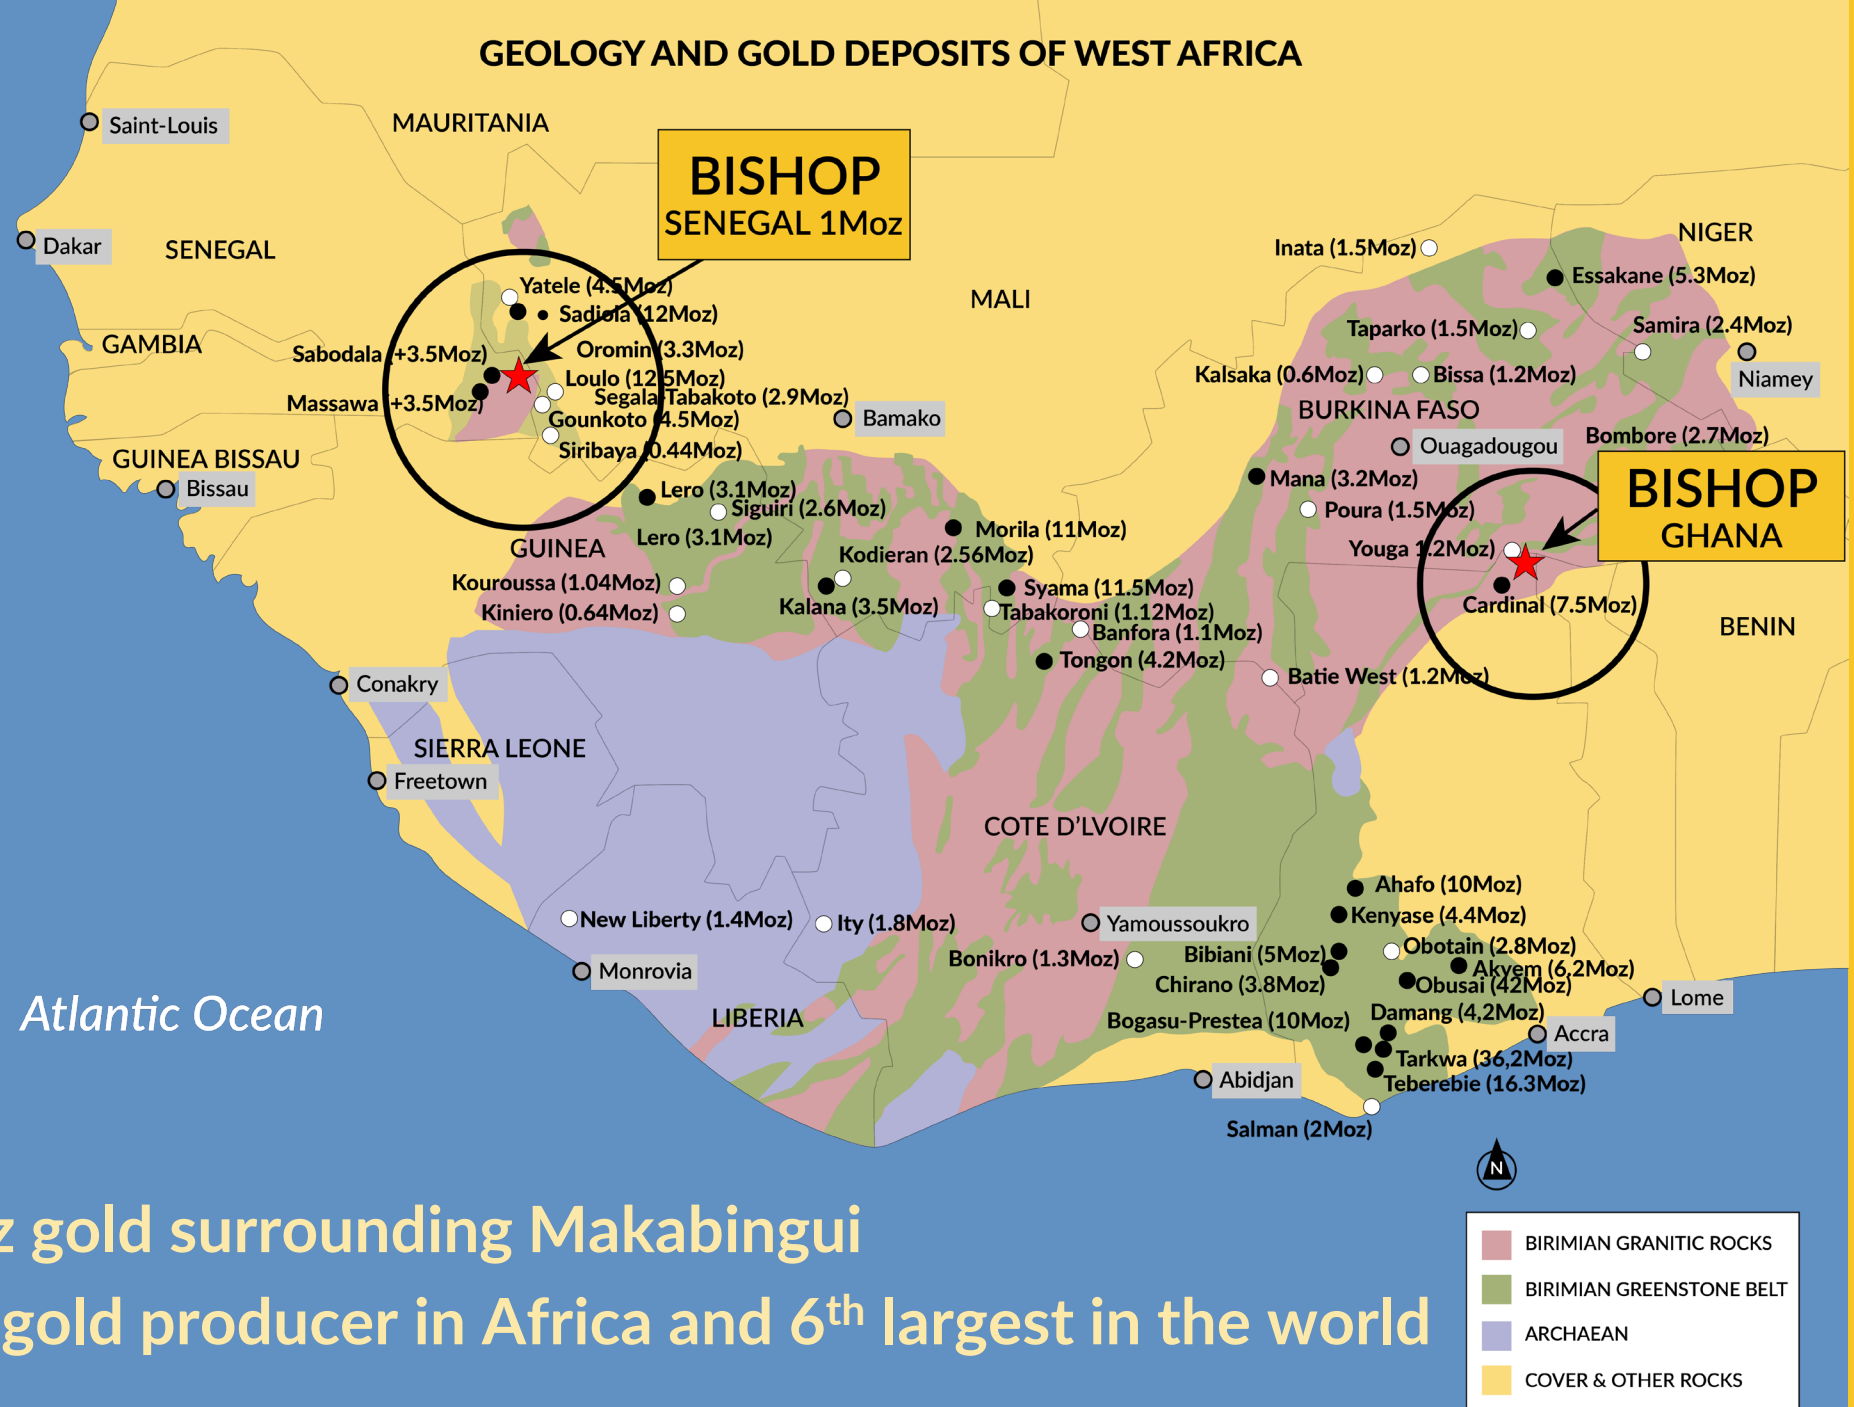 GEOLOGY AND GOLD DEPOSITS OF WEST AFRICA
Saint-Louis
MAURITANIA
BISHOP
SENEGAL 1Moz
Dakar
SENEGAL
NIGER
Inata (1.5Moz)
Essakane (5.3Moz)
Yatele (4.5Moz)
Sadiola (12Moz)
MALI
GAMBIA
Sabodala (+3.5Moz)
Oromin (3.3Moz)
Taparko (1.5Moz)
Samira (2.4Moz)
Loulo (12.5Moz)
Kalsaka (0.6Moz)
Bissa (1.2Moz)
Niamey
Massawa (+3.5Moz)
Segala-Tabakoto (2.9Moz)
BURKINA FASO
Gounkoto (4.5Moz)
Bamako
Siribaya (0.44Moz)
Ouagadougou
Bombore (2.7Moz)
GUINEA BISSAU
Bissau
Lero (3.1Moz)
Siguiri (2.6Moz)
Mana (3.2Moz)
BISHOP
GHANA
Poura (1.5Moz)
Lero (3.1Moz)
Morila (11Moz)
GUINEA
Kodieran (2.56Moz)
Youga 1.2Moz)
Kouroussa (1.04Moz)
Syama (11.5Moz)
Kiniero (0.64Moz)
Kalana (3.5Moz)
Tabakoroni (1.12Moz)
Cardinal (7.5Moz)
Banfora (1.1Moz)
BENIN
Tongon (4.2Moz)
Batie West (1.2Moz)
Conakry
SIERRA LEONE
Freetown
COTE D'LVOIRE
Ahafo (10Moz)
New Liberty (1.4Moz)
Ity (1.8Moz)
Yamoussoukro
Kenyase (4.4Moz)
Bonikro (1.3Moz)
Bibiani (5Moz)
Obotain (2.8Moz)
Monrovia
Akyem (6.2Moz)
Chirano (3.8Moz)
Obusai (42Moz)
Lome
Atlantic Ocean
LIBERIA
Bogasu-Prestea (10Moz)
Damang (4,2Moz)
Accra
Tarkwa (36,2Moz)
Abidjan
Teberebie (16.3Moz)
Salman (2Moz)
N
z gold surrounding Makabingui
gold producer in Africa and 6th largest in the world
BIRIMIAN GRANITIC ROCKS
BIRIMIAN GREENSTONE BELT
ARCHAEAN
COVER & OTHER ROCKS